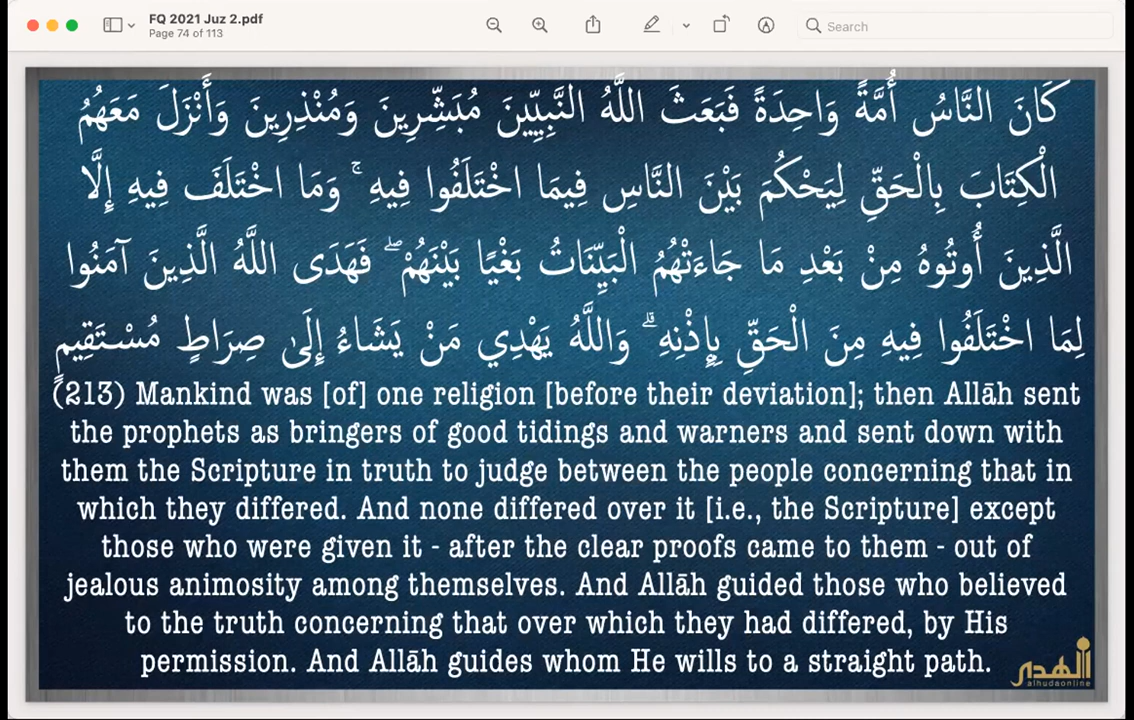 FQ 2021 Juz 2.pdf
Page 74 of 113
Search
كَانَ النَّاسُ أُمَّةً وَاحِدَةً فَبَعَثَ اللَّهُ النَّبِيِّينَ مُبَشِّرِينَ وَمُنْذِرِينَ وَأَنْزَلَ مَعَهُمُ
الْكِتَابَ بِالْحَقِّ لِيَحْكُمَ بَيْنَ النَّاسِ فِيمَا اخْتَلَفُوا فِيهِ ۚ وَمَا اخْتَلَفَ فِيهِ إِلَّا
الَّذِينَ أُوتُوهُ مِنْ بَعْدِ مَا جَاءَتْهُمُ الْبَيِّنَاتُ بَغْيًا بَيْنَهُمْ ۖ فَهَدَى اللَّهُ الَّذِينَ آمَنُوا
لِمَا اخْتَلَفُوا فِيهِ مِنَ الْحَقِّ بِإِذْنِهِ ۗ وَاللَّهُ يَهْدِي مَنْ يَشَاءُ إِلَىٰ صِرَاطٍ مُسْتَقِيمٍ
(213) Mankind was [of] one religion [before their deviation]; then Allāh sent
the prophets as bringers of good tidings and warners and sent down with
them the Scripture in truth to judge between the people concerning that in
which they differed. And none differed over it [i.e., the Scripture] except
those who were given it - after the clear proofs came to them - out of
jealous animosity among themselves. And Allāh guided those who believed
to the truth concerning that over which they had differed, by His
permission. And Allāh guides whom He wills to a straight path.
الهدى
alhudaonline